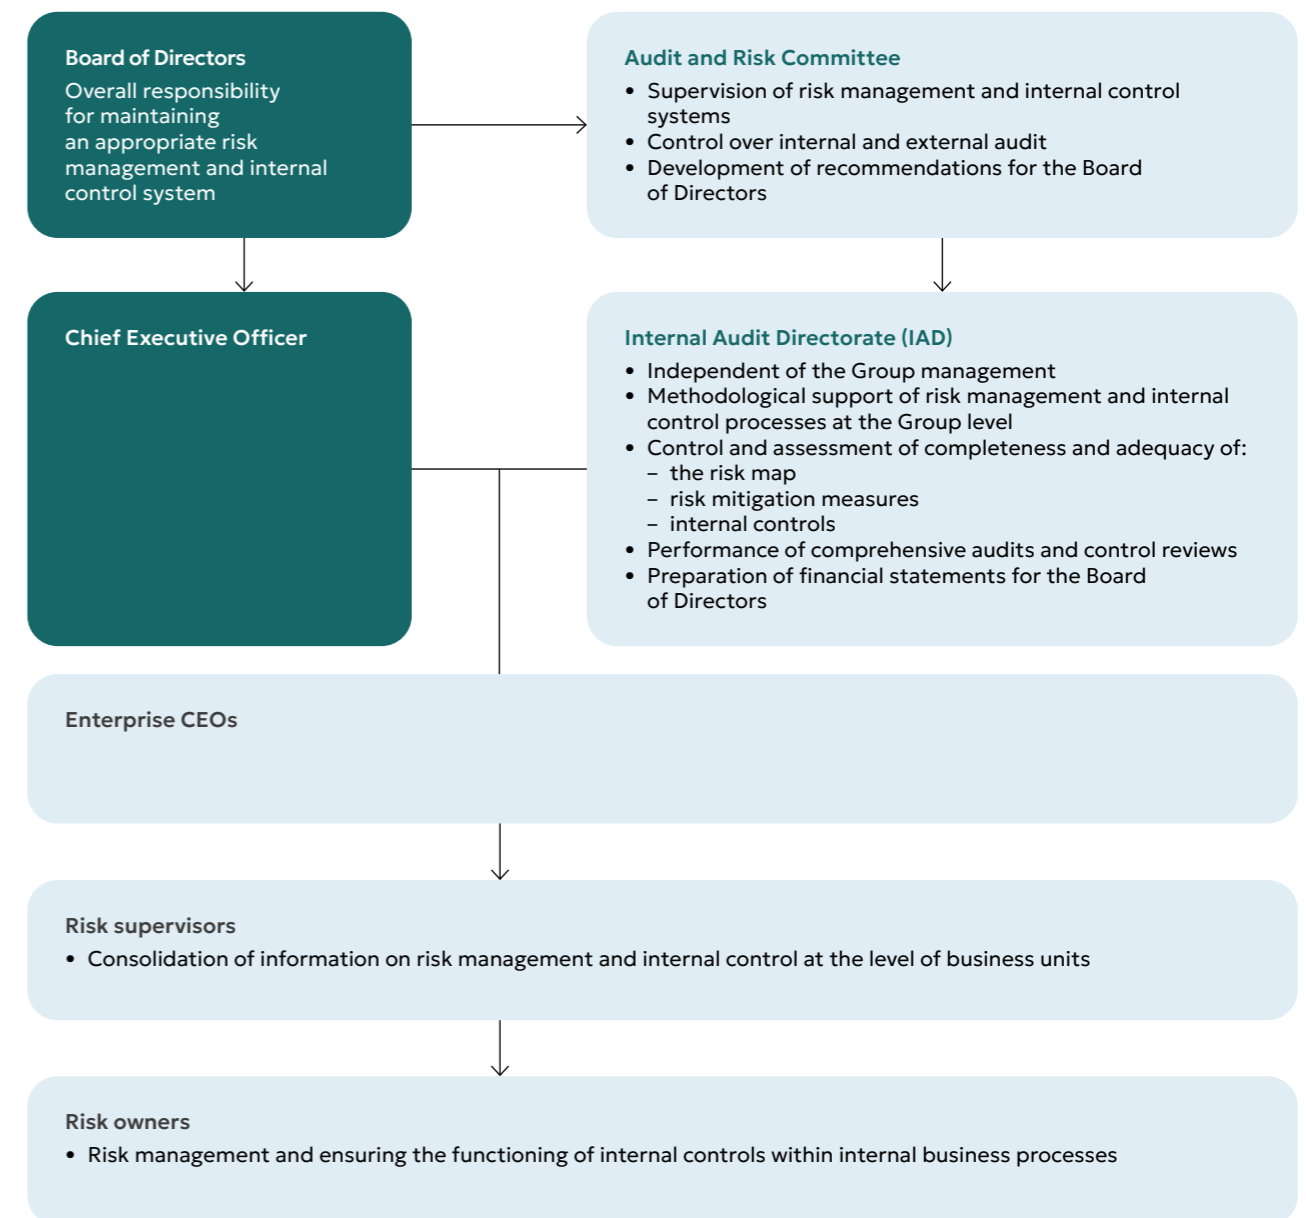 Board of Directors
Overall responsibility
for maintaining
an appropriate risk
management and internal
control system
Audit and Risk Committee
• Supervision of risk management and internal control
systems
• Control over internal and external audit
• Development of recommendations for the Board
of Directors
Chief Executive Officer
Internal Audit Directorate (IAD)
• Independent of the Group management
• Methodological support of risk management and internal
control processes at the Group level
• Control and assessment of completeness and adequacy of:
– the risk map
– risk mitigation measures
– internal controls
• Performance of comprehensive audits and control reviews
• Preparation of financial statements for the Board
of Directors
Enterprise CEOs
Risk supervisors
• Consolidation of information on risk management and internal control at the level of business units
Risk owners
• Risk management and ensuring the functioning of internal controls within internal business processes